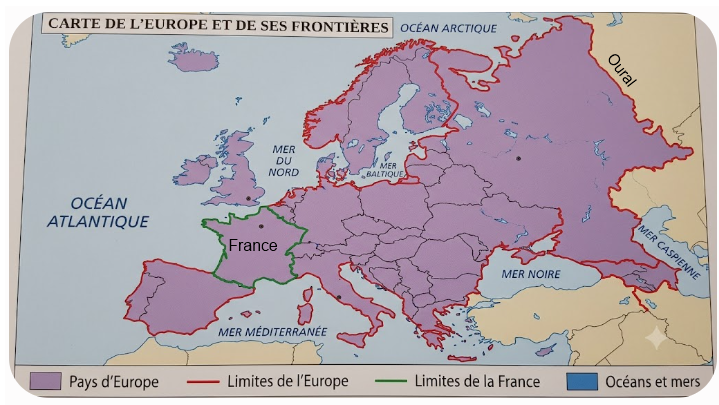 CARTE DE L'EUROPE ET DE SES FRONTIÈRES
OCÉAN ARCTIQUE
Oural
MER
DU
NORD
MER
BALTIQUE
OCÉAN
ATLANTIQUE
France
MER CASPIENNE
MER NOIRE
MER MÉDITERRANÉE
Pays d'Europe
Limites de l'Europe
Limites de la France
Océans et mers